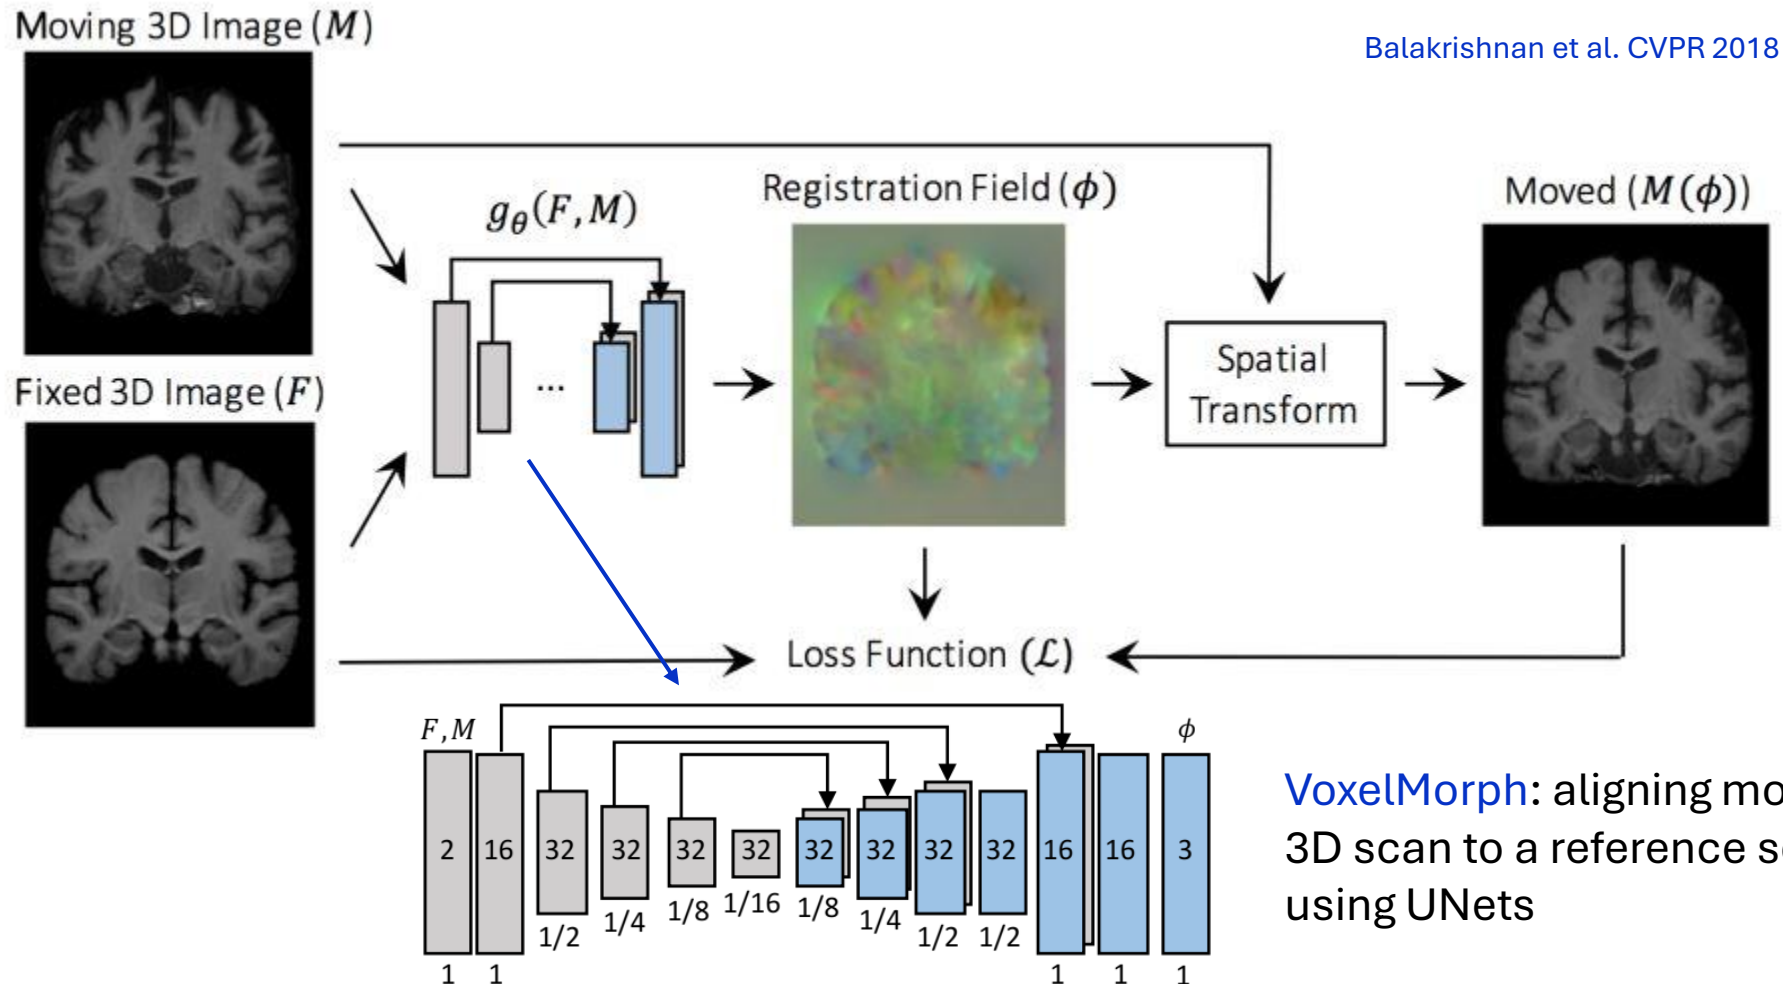 Moving 3D Image (M)
Balakrishnan et al. CVPR 2018
g_θ(F, M)
Registration Field (ϕ)
Moved (M(ϕ))
...
Spatial
Transform
Fixed 3D Image (F)
Loss Function (ℒ)
F, M
ϕ
2 16 32 32 32 32 32 32 32 32 16 16 3
1 1 1/2 1/4 1/8 1/16 1/8 1/4 1/2 1/2 1 1 1
VoxelMorph: aligning
3D scan to a reference
using UNets